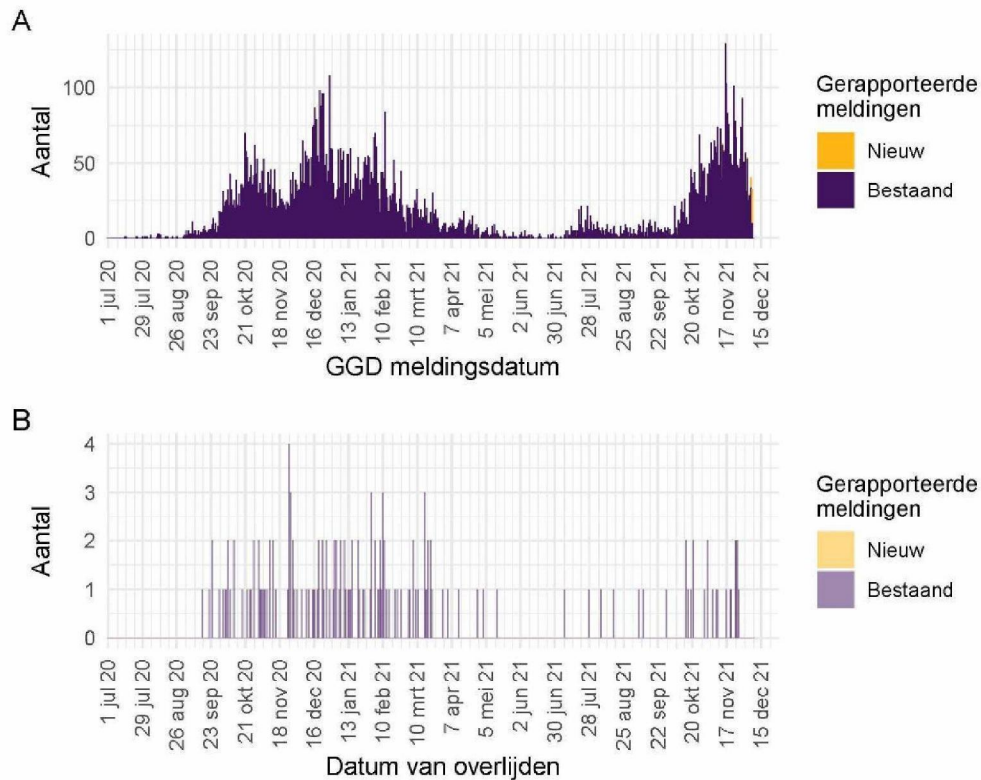 A
Aantal
100
50
0
1 jul 20
29 jul 20
26 aug 20
23 sep 20
21 okt 20
18 nov 20
16 dec 20
13 jan 21
10 feb 21
10 mrt 21
7 apr 21
5 mei 21
2 jun 21
30 jun 21
28 jul 21
25 aug 21
22 sep 21
20 okt 21
17 nov 21
15 dec 21
GGD meldingsdatum
Gerapporteerde
meldingen
Nieuw
Bestaand
B
Aantal
4
3
2
1
0
1 jul 20
29 jul 20
26 aug 20
23 sep 20
21 okt 20
18 nov 20
16 dec 20
13 jan 21
10 feb 21
10 mrt 21
7 apr 21
5 mei 21
2 jun 21
30 jun 21
28 jul 21
25 aug 21
22 sep 21
20 okt 21
17 nov 21
15 dec 21
Datum van overlijden
Gerapporteerde
meldingen
Nieuw
Bestaand